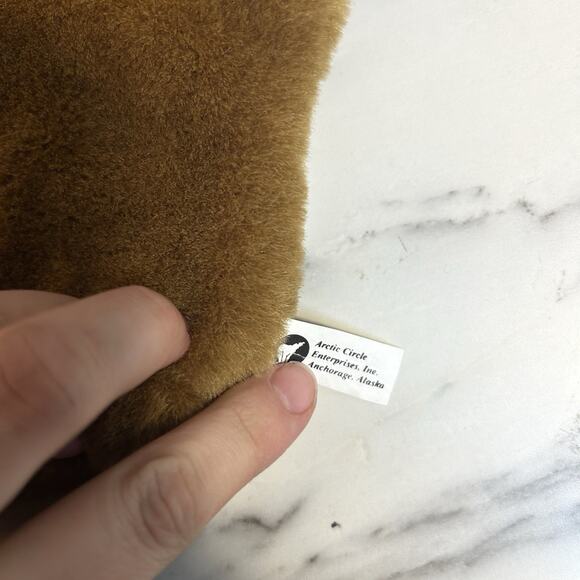 Arctic Circle
Enterprises, Inc.
Anchorage, Alaska